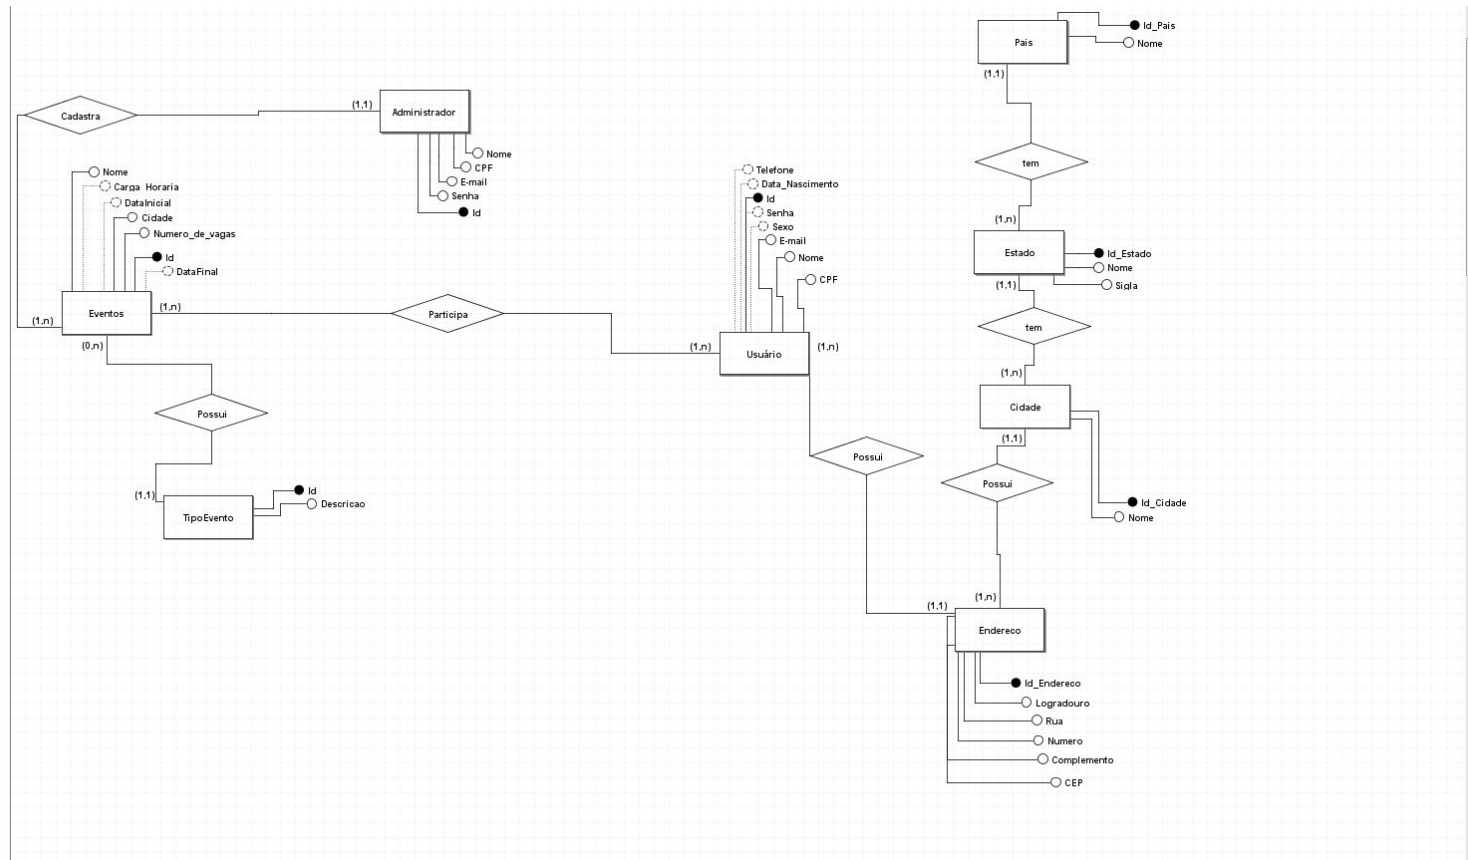 Id_Pais
Pais
Nome
(1,1)
Cadastra
(1,1)
Administrador
Nome
CPF
E-mail
Senha
Id
tem
(1,n)
Nome
Carga_Horaria
DataInicial
Cidade
Numero_de_vagas
Id
DataFinal
Telefone
Data_Nascimento
Id
Senha
Sexo
E-mail
Nome
CPF
Estado
Id_Estado
Nome
Sigla
(1,1)
Eventos
(1,n)
(1,n)
(0,n)
Participa
(1,n)
Usuário
(1,n)
tem
(1,n)
Cidade
(1,1)
Id_Cidade
Nome
Possui
Possui
Possui
(1,1)
TipoEvento
Id
Descricao
(1,1)
(1,n)
Endereco
Id_Endereco
Logradouro
Rua
Numero
Complemento
CEP